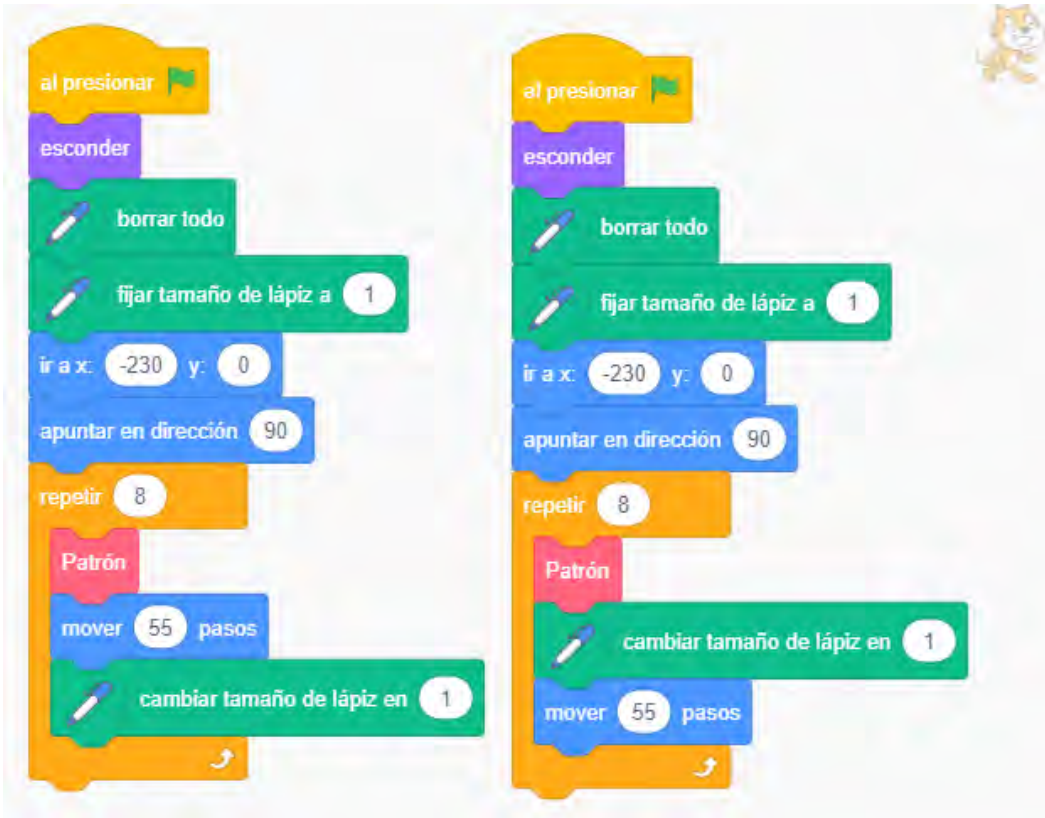 al presionar
esconder
borrar todo
fijar tamaño de lápiz a 1
ir a x: -230 y: 0
apuntar en dirección 90
repetir 8
Patrón
mover 55 pasos
cambiar tamaño de lápiz en 1
al presionar
esconder
borrar todo
fijar tamaño de lápiz a 1
ir a x: -230 y: 0
apuntar en dirección 90
repetir 8
Patrón
cambiar tamaño de lápiz en 1
mover 55 pasos